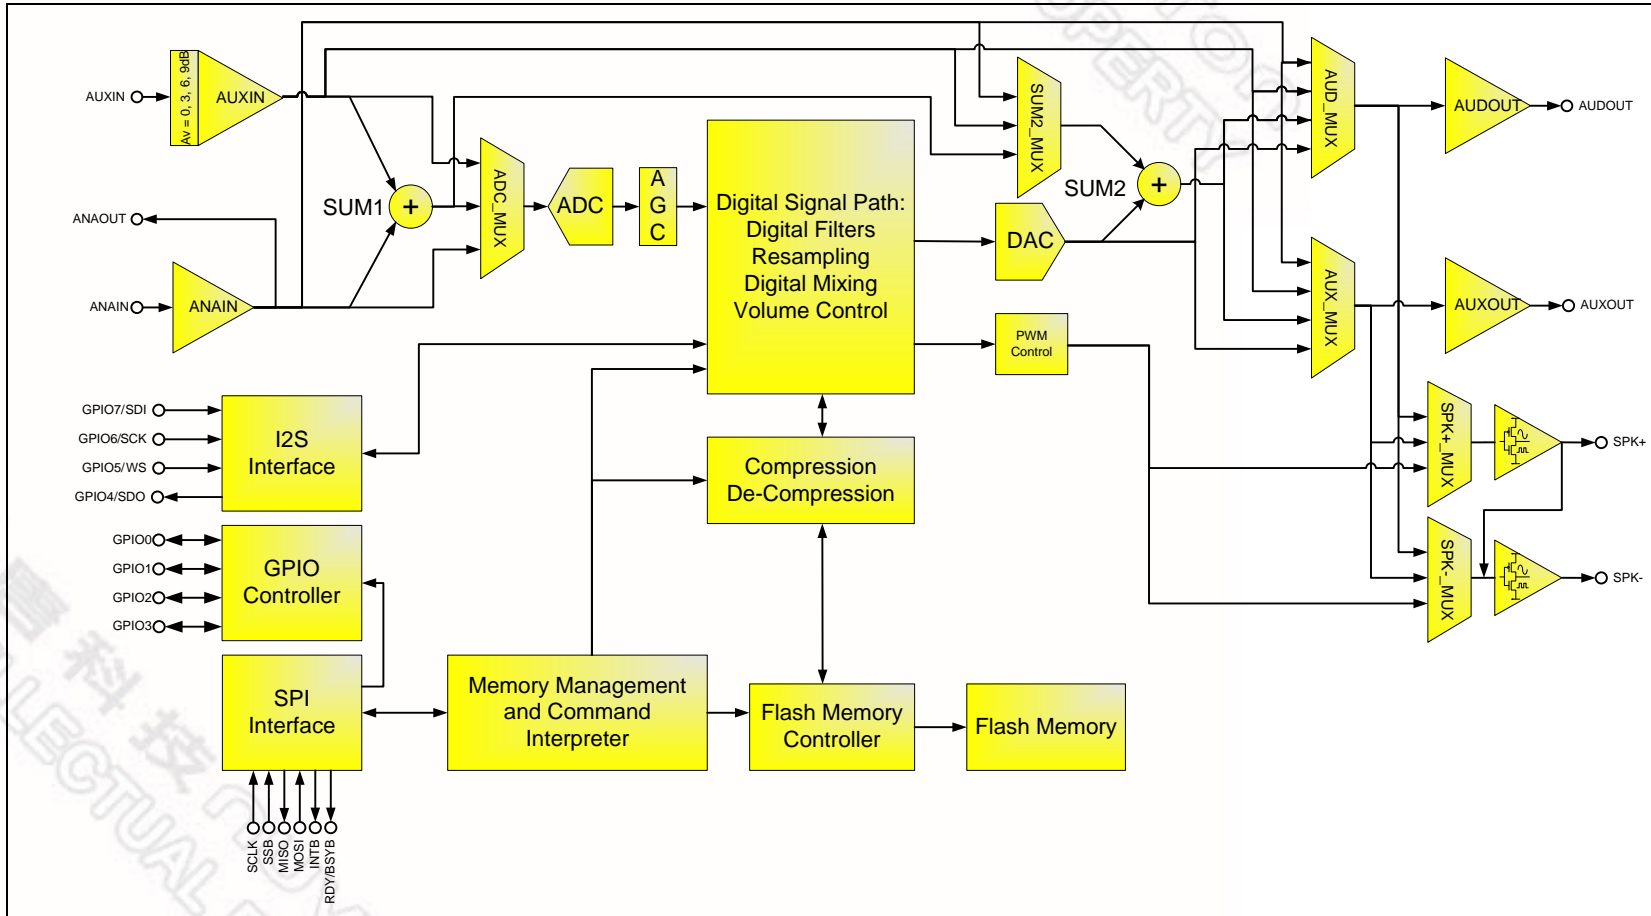 AUXIN
Av = 0, 3, 6, 9dB
AUXIN
ANAOUT
ANAIN
ANAIN
SUM1
+
ADC_MUX
ADC
A
G
C
Digital Signal Path:
Digital Filters
Resampling
Digital Mixing
Volume Control
SUM2_MUX
SUM2
+
DAC
PWM
Control
AUD_MUX
AUDOUT
AUDOUT
AUX_MUX
AUXOUT
AUXOUT
SPK+_MUX
SPK+
SPK-_MUX
SPK-
GPIO7/SDI
GPIO6/SCK
GPIO5/WS
GPIO4/SDO
I2S
Interface
GPIO0
GPIO1
GPIO2
GPIO3
GPIO
Controller
Compression
De-Compression
SPI
Interface
Memory Management
and Command
Interpreter
Flash Memory
Controller
Flash Memory
SCLK
SSB
MISO
MOSI
INTB
RDY/BSYB
科技
OPERTY